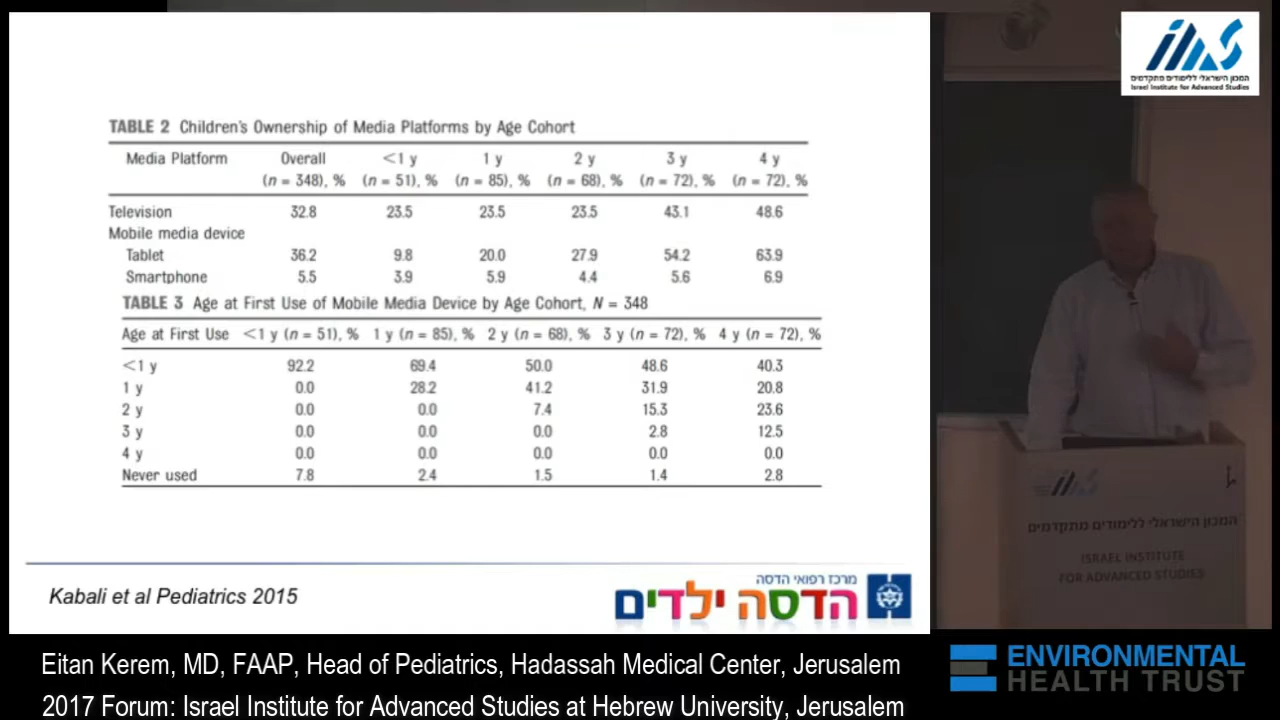 המכון הישראלי ללימודים מתקדמים
Israel Institute for Advanced Studies
TABLE 2 Children's Ownership of Media Platforms by Age Cohort
Media Platform Overall <1 y 1 y 2 y 3 y 4 y
(n = 348), % (n = 51), % (n = 85), % (n = 68), % (n = 72), % (n = 72), %
Television 32.8 23.5 23.5 23.5 43.1 48.6
Mobile media device
Tablet 36.2 9.8 20.0 27.9 54.2 63.9
Smartphone 5.5 3.9 5.9 4.4 5.6 6.9
TABLE 3 Age at First Use of Mobile Media Device by Age Cohort, N = 348
Age at First Use <1 y (n = 51), % 1 y (n = 85), % 2 y (n = 68), % 3 y (n = 72), % 4 y (n = 72), %
<1 y 92.2 69.4 50.0 48.6 40.3
1 y 0.0 28.2 41.2 31.9 20.8
2 y 0.0 0.0 7.4 15.3 23.6
3 y 0.0 0.0 0.0 2.8 12.5
4 y 0.0 0.0 0.0 0.0 0.0
Never used 7.8 2.4 1.5 1.4 2.8
Kabali et al Pediatrics 2015
מרכז רפואי הדסה
הדסה ילדים
המכון הישראלי ללימודים מתקדמים
ISRAEL INSTITUTE
FOR ADVANCED STUDIES
Eitan Kerem, MD, FAAP, Head of Pediatrics, Hadassah Medical Center, Jerusalem
2017 Forum: Israel Institute for Advanced Studies at Hebrew University, Jerusalem
ENVIRONMENTAL
HEALTH TRUST